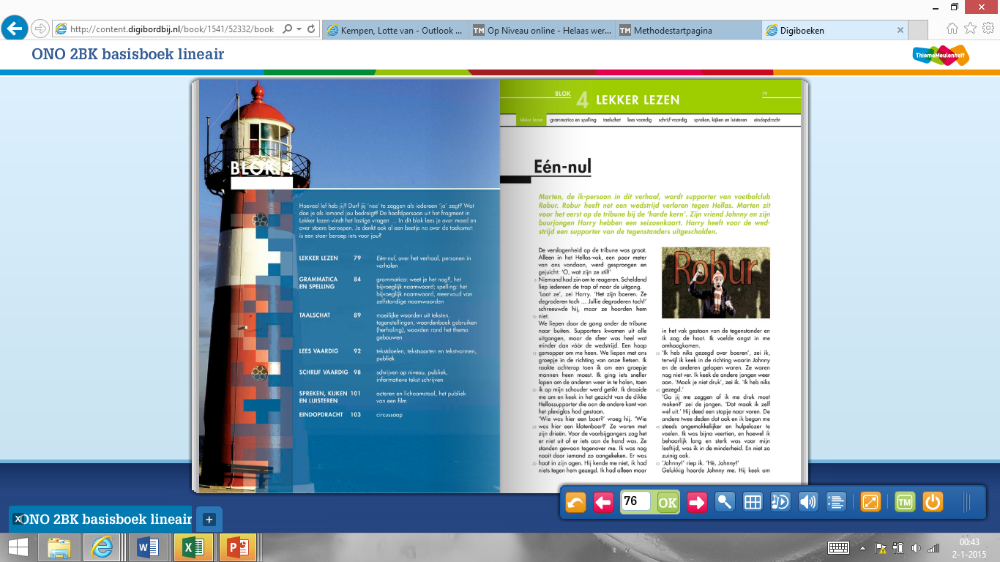 http://content.digibordbij.nl/book/1541/52332/book
Kempen, Lotte van - Outlook ...
Op Niveau online - Helaas wer...
Methodestartpagina
Digiboeken
ONO 2BK basisboek lineair
ThiemeMeulenhoff
BLOK 4
Hoeveel lef heb jij? Durf jij 'nee' te zeggen als iedereen 'ja' zegt? Wat
doe je als iemand jou bedreigt? De hoofdpersoon uit het fragment in
Lekker lezen vindt het lastige vragen ... In dit blok lees je over moed en
over stoere beroepen. Je denkt ook al een beetje na over de toekomst:
is een stoer beroep iets voor jou?
LEKKER LEZEN 79 Eén-nul, over het verhaal, personen in
verhalen
GRAMMATICA 84 grammatica: weet je het nog?, het
EN SPELLING bijvoeglijk naamwoord; spelling: het
bijvoeglijk naamwoord, meervoud van
zelfstandige naamwoorden
TAALSCHAT 89 moeilijke woorden uit teksten,
tegenstellingen, woordenboek gebruiken
(herhaling), woorden rond het thema
gebouwen
LEES VAARDIG 92 tekstdoelen, tekstsoorten en tekstvormen,
publiek
SCHRIJF VAARDIG 98 schrijven op niveau, publiek,
informatieve tekst schrijven
SPREKEN, KIJKEN 101 acteren en lichaamstaal, het publiek
EN LUISTEREN van een film
EINDOPDRACHT 103 circussoap
BLOK 4 LEKKER LEZEN 79
lekker lezen grammatica en spelling taalschat lees vaardig schrijf vaardig spreken, kijken en luisteren eindopdracht
Eén-nul
Marten, de ik-persoon in dit verhaal, wordt supporter van voetbalclub
Robur. Robur heeft net een wedstrijd verloren tegen Hellas. Marten zit
voor het eerst op de tribune bij de 'harde kern'. Zijn vriend Johnny en zijn
buurjongen Harry hebben een seizoenkaart. Harry heeft voor de wed-
strijd een supporter van de tegenstanders uitgescholden.
De verslagenheid op de tribune was groot.
Alleen in het Hellas-vak, een paar meter
van ons vandaan, werd gesprongen en
gejuicht: 'O, wat zijn ze stil!'
5 Niemand had zin om te reageren. Scheldend
liep iedereen de trap af naar de uitgang.
'Laat ze', zei Harry. 'Het zijn boeren. Ze
degraderen toch ... Jullie degraderen toch!'
schreeuwde hij, maar ze hoorden hem
10 niet.
We liepen door de gang onder de tribune
naar buiten. Supporters kwamen uit alle
uitgangen, maar de sfeer was heel wat
minder dan vóór de wedstrijd. Een hoop
15 gemopper om me heen. We liepen met ons
groepje in de richting van onze fietsen. Ik
raakte achterop toen ik om een groepje
mannen heen moest. Ik ging iets sneller
lopen om de anderen weer in te halen, toen
20 ik op mijn schouder werd getikt. Ik draaide
me om en keek in het gezicht van de dikke
Hellassupporter die aan de andere kant van
het plexiglas had gestaan.
'Wie was hier een boer?' vroeg hij. 'Wie
25 was hier een klotenboer?' Ze waren met
zijn drieën. Voor de voorbijgangers zag het
er niet uit of er iets aan de hand was. Ze
stonden gewoon tegenover me. Ik was nog
nooit door iemand zo aangekeken. Er was
30 haat in zijn ogen. Hij kende me niet, ik had
niets tegen hem gezegd. Ik had alleen maar
Robur
in het vak gestaan van de tegenstander en
ik zag de haat. Ik voelde angst in me
omhoogkomen.
35 'Ik heb niks gezegd over boeren', zei ik,
terwijl ik keek in de richting waarin Johnny
en de anderen gelopen waren. Ze waren
nog niet ver. Ik keek de andere jongen weer
aan. 'Maak je niet druk', zei ik. 'Ik heb niks
40 gezegd.'
'Ga jij me zeggen of ik me druk moet
maken?' zei de jongen. 'Dat maak ik zelf
wel uit.' Hij deed een stapje naar voren. De
andere twee deden dat ook en ik begon me
45 steeds ongemakkelijker en hulpelozer te
voelen. Ik was bijna veertien, en hoewel ik
behoorlijk lang en sterk was voor mijn
leeftijd, was ik in de minderheid. En niet zo
zuinig ook.
50 'Johnny!' riep ik. 'Hé, Johnny!'
Gelukkig hoorde Johnny me. Hij keek om
76 OK
TM
X ONO 2BK basisboek lineair +
00:43
2-1-2015